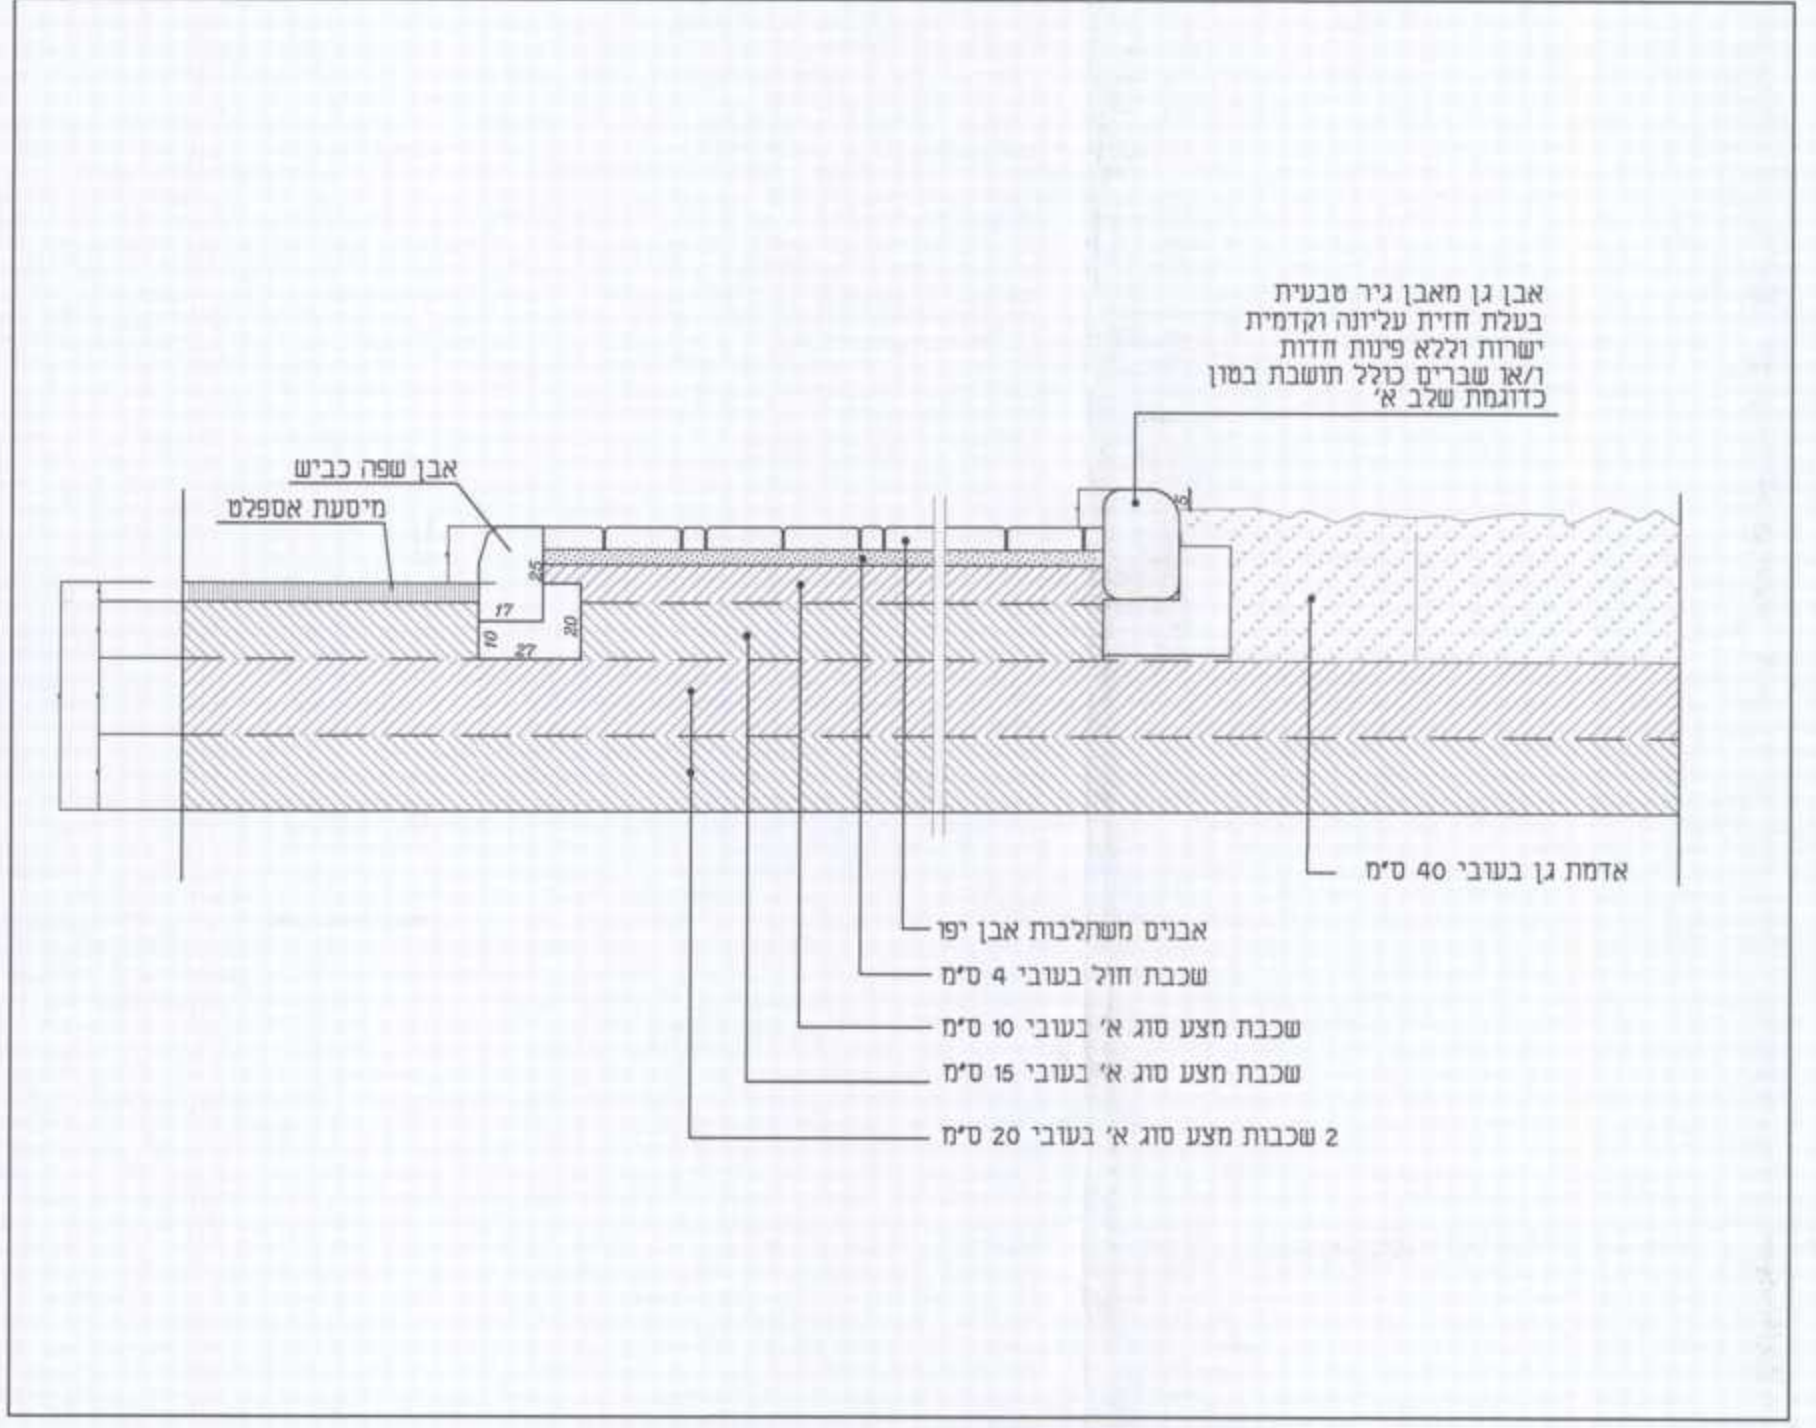 אבן גן מאבן גיר טבעית
בעלת חזית עליונה וקדמית
ישרות וללא פינות חדות
ו/או שברים כולל תושבת בטון
כדוגמת שלב א'
אבן שפה כביש
מיסעת אספלט
25
17
10
20
27
אדמת גן בעובי 40 ס"מ
אבנים משתלבות אבן יפו
שכבת חול בעובי 4 ס"מ
שכבת מצע סוג א' בעובי 10 ס"מ
שכבת מצע סוג א' בעובי 15 ס"מ
2 שכבות מצע סוג א' בעובי 20 ס"מ